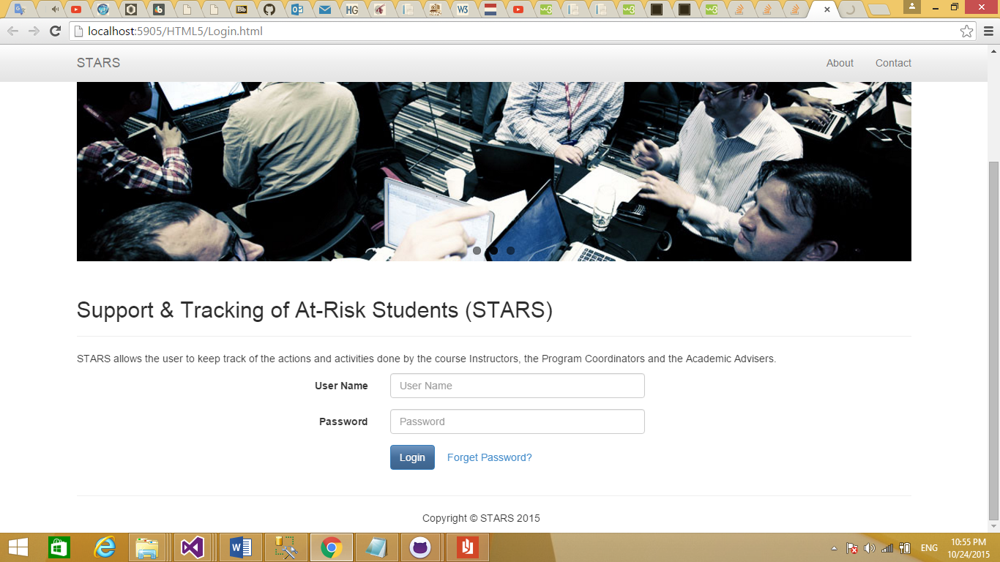 Bb
HG
W3
localhost:5905/HTML5/Login.html
STARS
About
Contact
Support & Tracking of At-Risk Students (STARS)
STARS allows the user to keep track of the actions and activities done by the course Instructors, the Program Coordinators and the Academic Advisers.
User Name
User Name
Password
Password
Login
Forget Password?
Copyright © STARS 2015
ENG
10:55 PM
10/24/2015